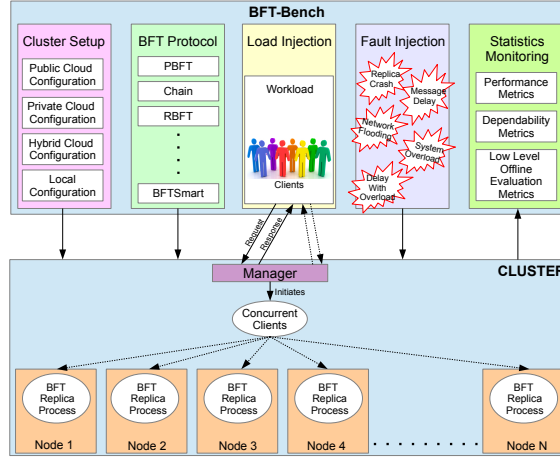 BFT-Bench
Cluster Setup
Public Cloud
Configuration
Private Cloud
Configuration
Hybrid Cloud
Configuration
Local
Configuration
BFT Protocol
PBFT
Chain
RBFT
BFTSmart
Load Injection
Workload
Clients
Fault Injection
Replica
Crash
Message
Delay
Network
Flooding
System
Overload
Delay
With
Overload
Statistics
Monitoring
Performance
Metrics
Dependability
Metrics
Low Level
Offline
Evaluation
Metrics
Request
Response
CLUSTER
Manager
Initiates
Concurrent
Clients
BFT
Replica
Process
Node 1
BFT
Replica
Process
Node 2
BFT
Replica
Process
Node 3
BFT
Replica
Process
Node 4
BFT
Replica
Process
Node N